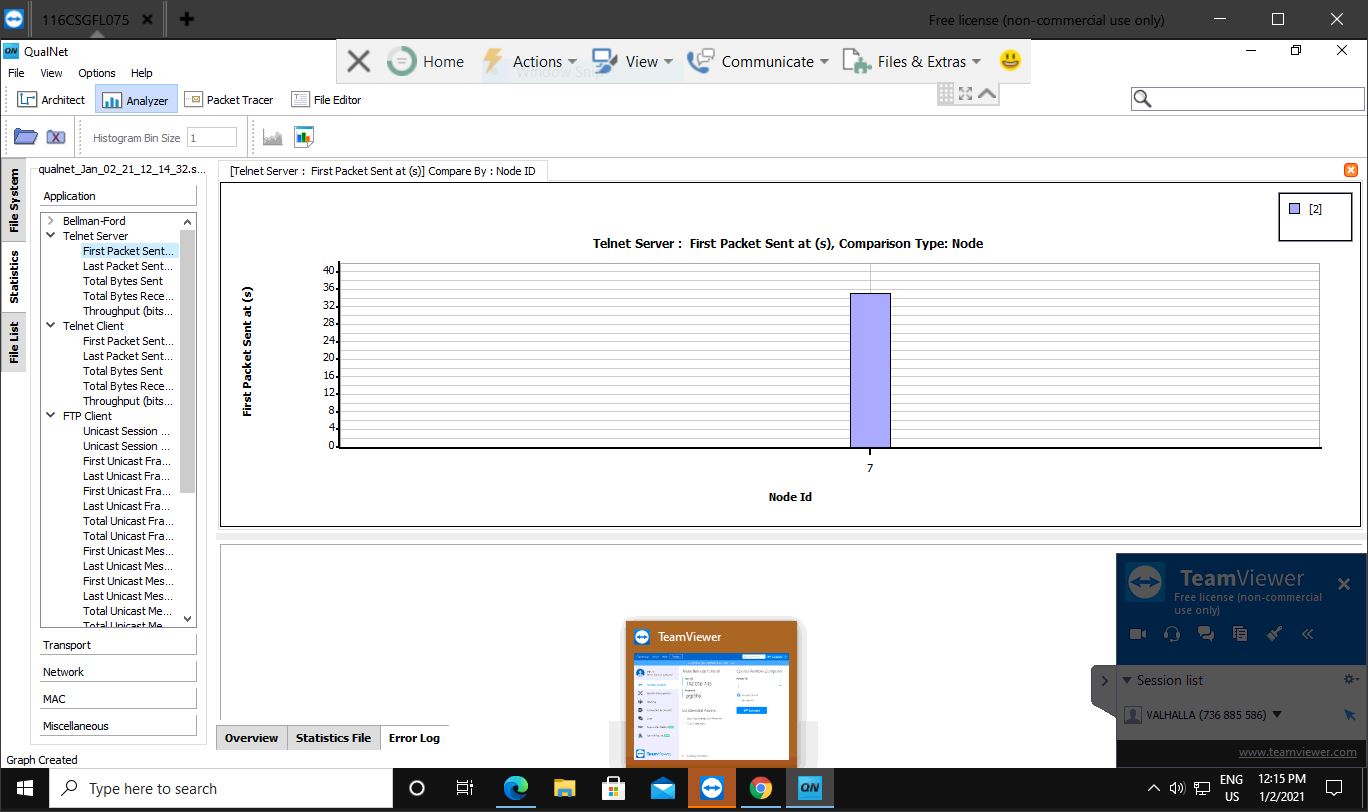 116CSGFL075
Free license (non-commercial use only)
QN QualNet
File View Options Help
Home Actions View Communicate Files & Extras
Architect Analyzer Packet Tracer File Editor
Histogram Bin Size 1
File System
Statistics
File List
qualnet_Jan_02_21_12_14_32.s...
Application
Bellman-Ford
Telnet Server
First Packet Sent...
Last Packet Sent...
Total Bytes Sent
Total Bytes Rece...
Throughput (bits...
Telnet Client
First Packet Sent...
Last Packet Sent...
Total Bytes Sent
Total Bytes Rece...
Throughput (bits...
FTP Client
Unicast Session ...
Unicast Session ...
First Unicast Fra...
Last Unicast Fra...
First Unicast Fra...
Last Unicast Fra...
Total Unicast Fra...
Total Unicast Fra...
First Unicast Mes...
Last Unicast Mes...
First Unicast Mes...
Last Unicast Mes...
Total Unicast Me...
Total Unicast Me...
Transport
Network
MAC
Miscellaneous
Graph Created
[Telnet Server : First Packet Sent at (s)] Compare By : Node ID
[2]
Telnet Server : First Packet Sent at (s), Comparison Type: Node
First Packet Sent at (s)
40
36
32
28
24
20
16
12
8
4
0
7
Node Id
Overview Statistics File Error Log
TeamViewer
TeamViewer
TeamViewer
Free license (non-commercial
use only)
Session list
VALHALLA (736 885 586)
www.teamviewer.com
Type here to search
QN
ENG
US
12:15 PM
1/2/2021